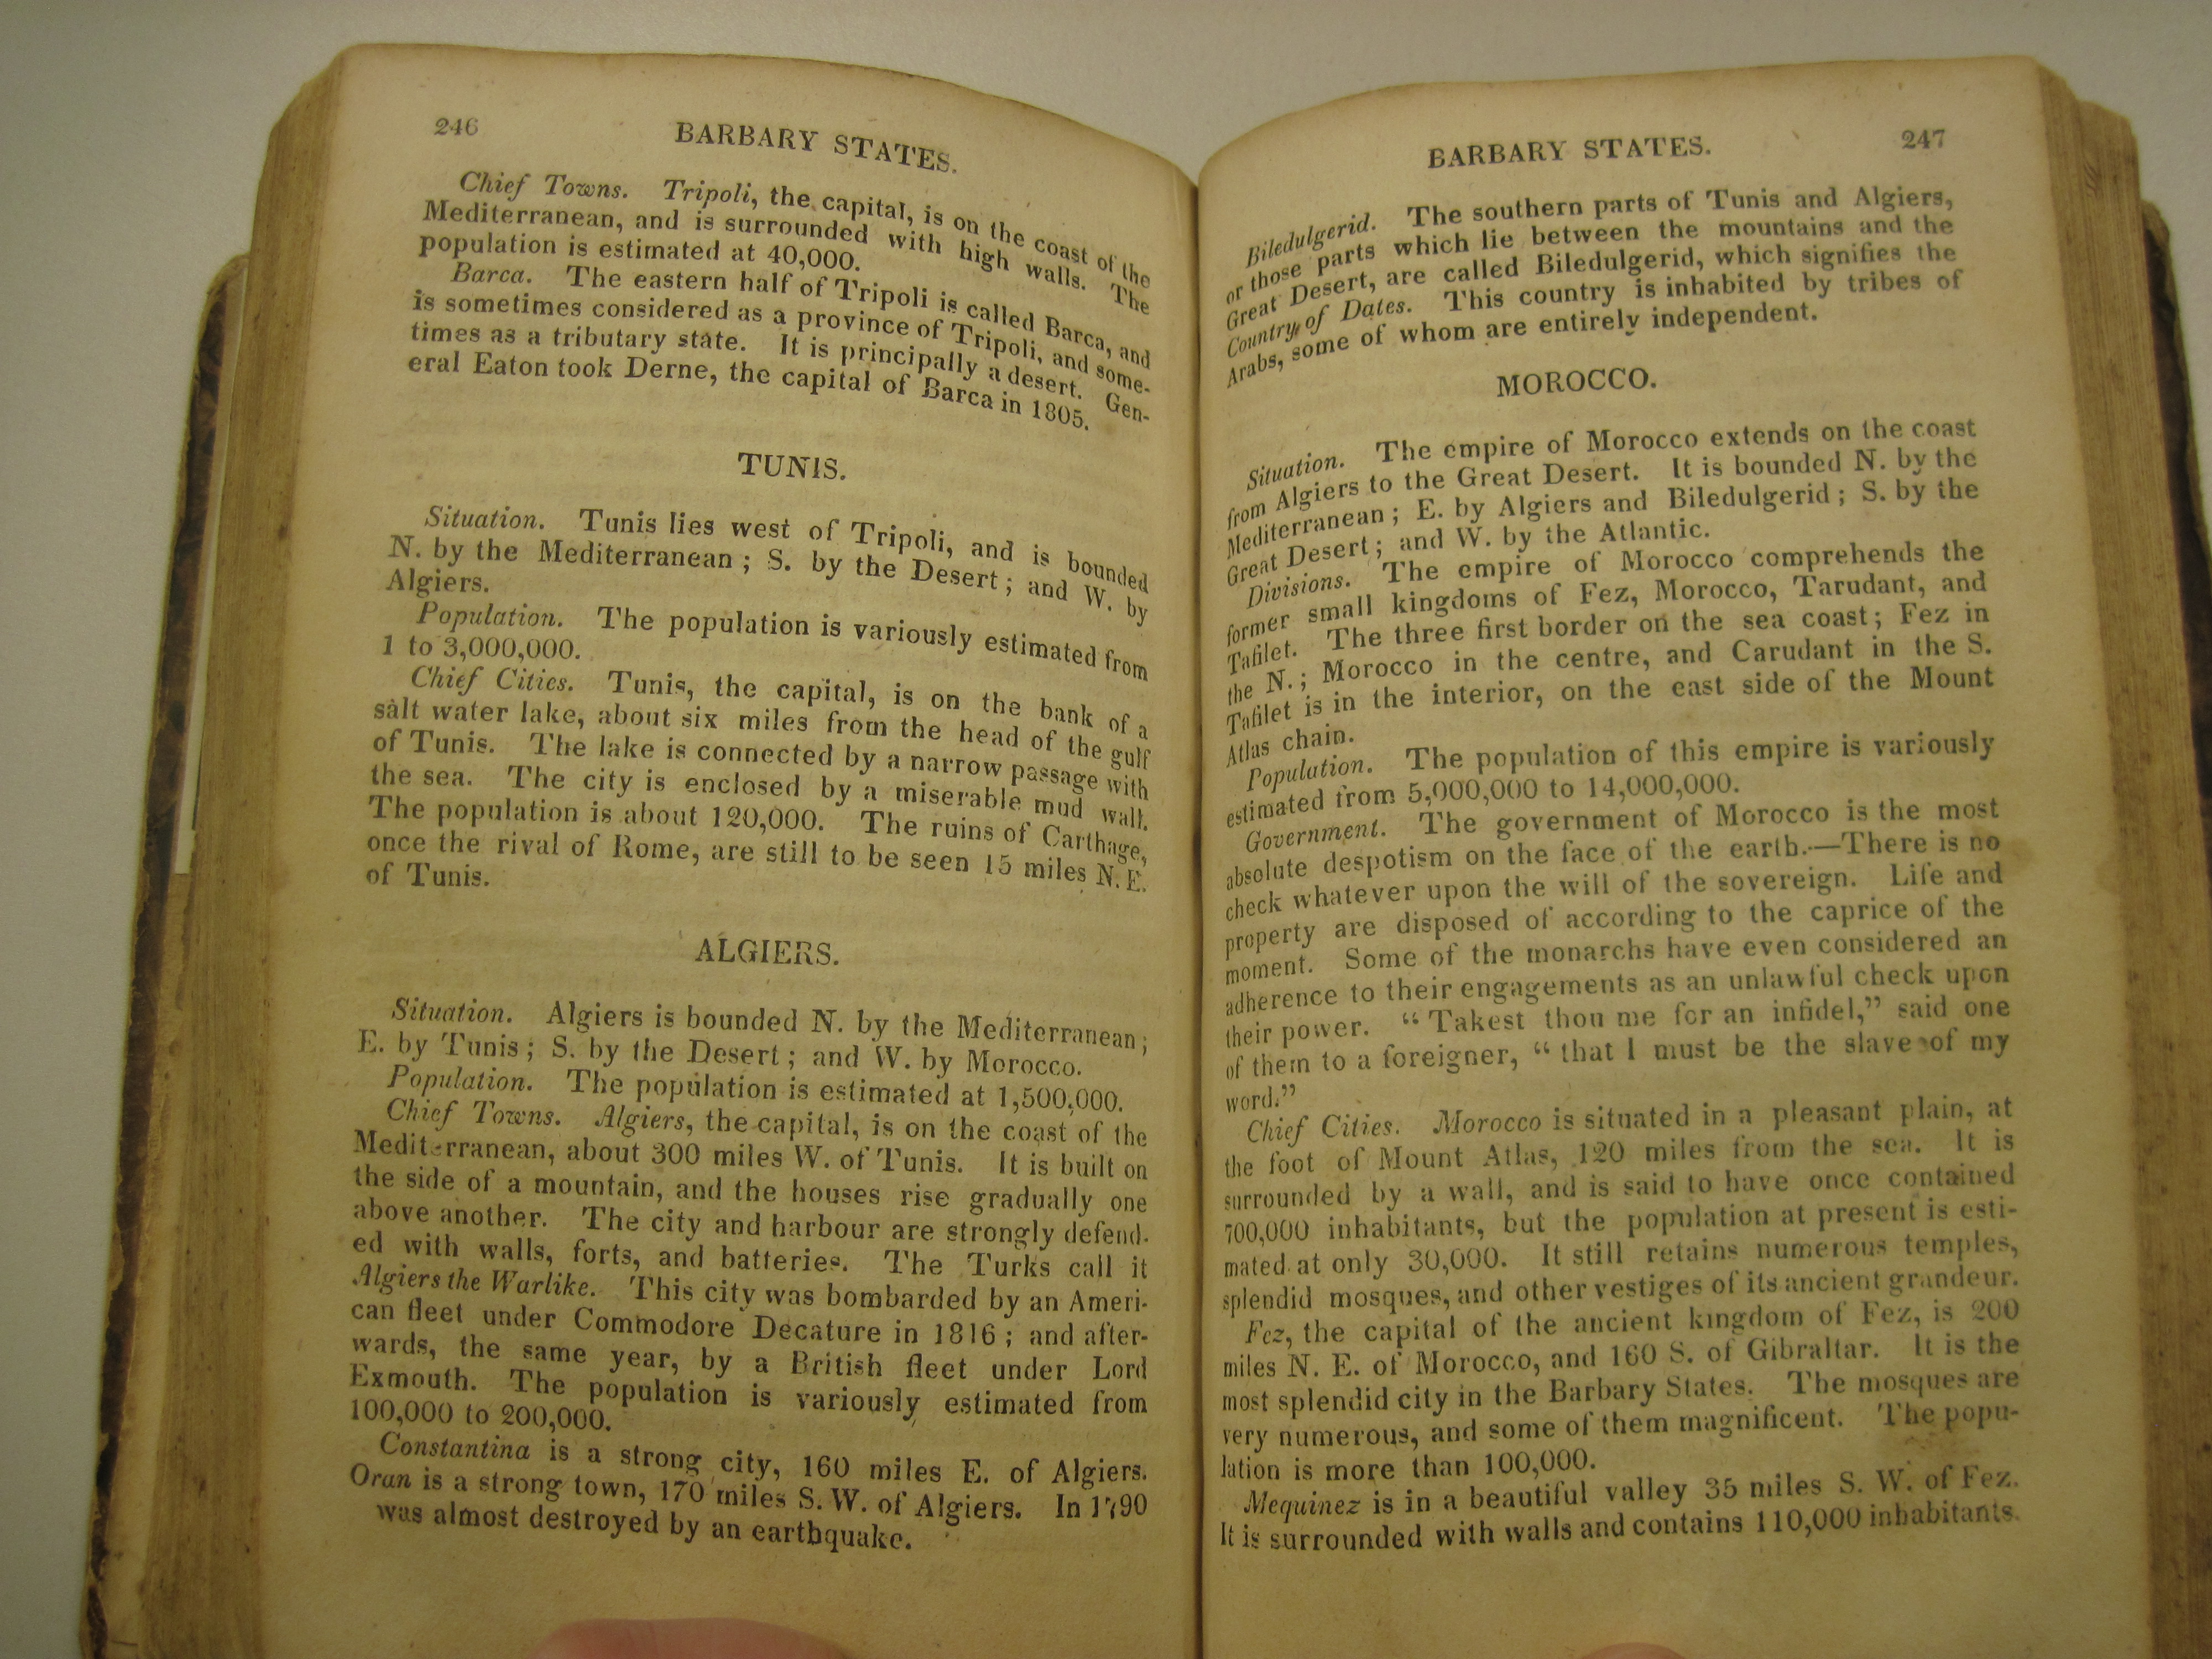 246
BARBARY STATES.
Chief Towns. Tripoli, the capital, is on the coast of the
Mediterranean, and is surrounded with high walls. The
population is estimated at 40,000.
Barca. The eastern half of Tripoli is called Barca, and
is sometimes considered as a province of Tripoli, and some-
times as a tributary state. It is principally a desert. Gen-
eral Eaton took Derne, the capital of Barca in 1805.
TUNIS.
Situation. Tunis lies west of Tripoli, and is bounded
N. by the Mediterranean; S. by the Desert; and W. by
Algiers.
Population. The population is variously estimated from
1 to 3,000,000.
Chief Cities. Tunis, the capital, is on the bank of a
salt water lake, about six miles from the head of the gulf
of Tunis. The lake is connected by a narrow passage with
the sea. The city is enclosed by a miserable mud wall.
The population is about 120,000. The ruins of Carthage,
once the rival of Rome, are still to be seen 15 miles N. E.
of Tunis.
ALGIERS.
Situation. Algiers is bounded N. by the Mediterranean;
E. by Tunis; S. by the Desert; and W. by Morocco.
Population. The population is estimated at 1,500,000.
Chief Towns. Algiers, the capital, is on the coast of the
Mediterranean, about 300 miles W. of Tunis. It is built on
the side of a mountain, and the houses rise gradually one
above another. The city and harbour are strongly defend-
ed with walls, forts, and batteries. The Turks call it
Algiers the Warlike. This city was bombarded by an Ameri-
can fleet under Commodore Decature in 1816; and after-
wards, the same year, by a British fleet under Lord
Exmouth. The population is variously estimated from
100,000 to 200,000.
Constantina is a strong city, 160 miles E. of Algiers.
Oran is a strong town, 170 miles S. W. of Algiers. In 1790
was almost destroyed by an earthquake.
BARBARY STATES.
247
Biledulgerid. The southern parts of Tunis and Algiers,
or those parts which lie between the mountains and the
Great Desert, are called Biledulgerid, which signifies the
Country of Dates. This country is inhabited by tribes of
Arabs, some of whom are entirely independent.
MOROCCO.
Situation. The empire of Morocco extends on the coast
from Algiers to the Great Desert. It is bounded N. by the
Mediterranean; E. by Algiers and Biledulgerid; S. by the
Great Desert; and W. by the Atlantic.
Divisions. The empire of Morocco comprehends the
former small kingdoms of Fez, Morocco, Tarudant, and
Tafilet. The three first border on the sea coast; Fez in
the N.; Morocco in the centre, and Carudant in the S.
Tafilet is in the interior, on the east side of the Mount
Atlas chain.
Population. The population of this empire is variously
estimated from 5,000,000 to 14,000,000.
Government. The government of Morocco is the most
absolute despotism on the face of the earth.—There is no
check whatever upon the will of the sovereign. Life and
property are disposed of according to the caprice of the
moment. Some of the monarchs have even considered an
adherence to their engagements as an unlawful check upon
their power. “Takest thou me for an infidel,” said one
of them to a foreigner, “that I must be the slave of my
word.”
Chief Cities. Morocco is situated in a pleasant plain, at
the foot of Mount Atlas, 120 miles from the sea. It is
surrounded by a wall, and is said to have once contained
700,000 inhabitants, but the population at present is esti-
mated at only 30,000. It still retains numerous temples,
splendid mosques, and other vestiges of its ancient grandeur.
Fez, the capital of the ancient kingdom of Fez, is 200
miles N. E. of Morocco, and 160 S. of Gibraltar. It is the
most splendid city in the Barbary States. The mosques are
very numerous, and some of them magnificent. The popu-
lation is more than 100,000.
Mequinez is in a beautiful valley 35 miles S. W. of Fez.
It is surrounded with walls and contains 110,000 inhabitants.